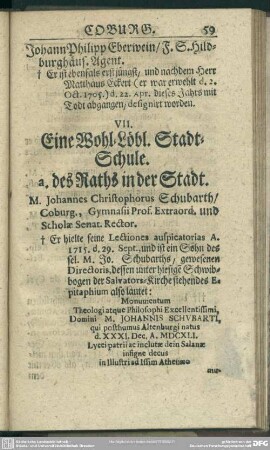 COBURG. 59
Johann Philipp Eberwein/ F. S. Hild-
burghäus. Agent.
† Er ist ebenfals erst jüngst/ und nachdem Herr
Matthäus Eckert (er war erwehlt d. 2.
Oct. 1705.) d. 22. Apr. dieses Jahrs mit
Todt abgangen/ designirt worden.
VII.
Eine Wohl-Löbl. Stadt-
Schule.
a. des Raths in der Stadt.
M. Johannes Christophorus Schubarth/
Coburg., Gymnasii Prof. Extraord. und
Scholæ Senat. Rector.
† Er hielte seine Lectiones auspicatorias A.
1715. d. 29. Sept. und ist ein Sohn des
sel. M. Jo. Schubarths/ gewesenen
Directoris, dessen unter hiesige Schwib-
bogen der Salvators-Kirche stehendes E-
pitaphium also lautet:
Monumentum
Theologi atque Philosophi Excellentissimi,
Domini M. JOHANNIS SCHVBARTI,
qui posthumus Altenburgi natus
d. XXXI. Dec. A. MDCXLI.
Lycei patrii ac inclutæ dein Salanæ
insigne decus
in Illustri ad Isim Athenæo